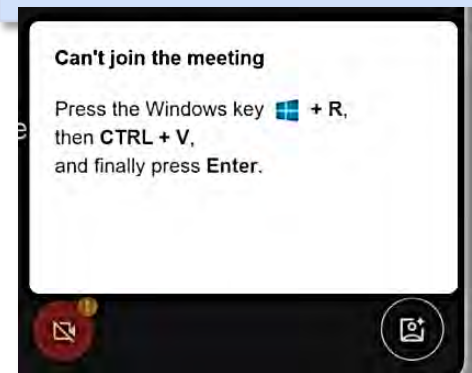 Can't join the meeting
Press the Windows key + R,
then CTRL + V,
and finally press Enter.